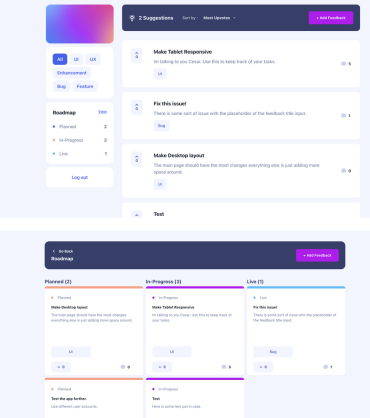 2 Suggestions Sort by : Most Upvotes + Add Feedback
All UI UX
Enhancement
Bug Feature
Roadmap View
Planned 2
In-Progress 3
Live 1
Log out
0 Make Tablet Responsive 5
Im talking to you Cesar. Use this to keep track of your tasks.
UI
0 Fix this issue! 1
There is some sort of issue with the placeholder of the feedback title input.
Bug
0 Make Desktop layout 0
The main page should have the most changes everything else is just adding more
space around.
UI
Test
Go Back
Roadmap + Add Feedback
Planned (2) In-Progress (3) Live (1)
Planned
Make Desktop layout
The main page should have the most changes
everything else is just adding more space around.
UI
0 0
In-Progress
Make Tablet Responsive
Im talking to you Cesar. Use this to keep track of
your tasks.
UI
0 5
Live
Fix this issue!
There is some sort of issue with the placeholder of
the feedback title input.
Bug
0 1
Planned
Test the app further.
Use different user accounts.
In-Progress
Test
Here is some text just in case.